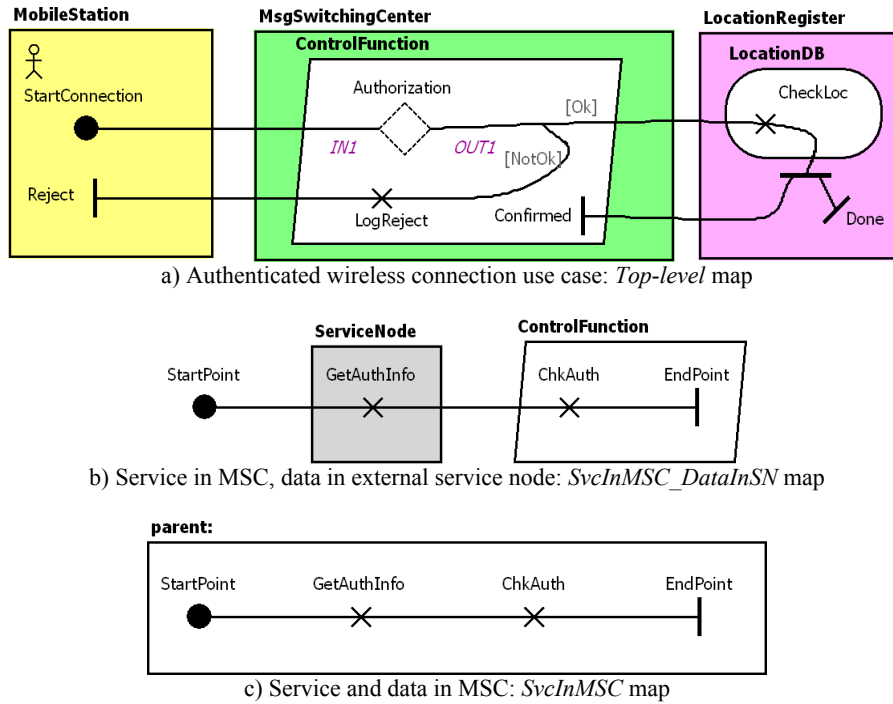 MobileStation
MsgSwitchingCenter
LocationRegister
ControlFunction
LocationDB
StartConnection
Authorization
CheckLoc
[Ok]
IN1
OUT1
[NotOk]
Reject
LogReject
Confirmed
Done
a) Authenticated wireless connection use case: Top-level map
ServiceNode
ControlFunction
StartPoint
GetAuthInfo
ChkAuth
EndPoint
b) Service in MSC, data in external service node: SvcInMSC_DataInSN map
parent:
StartPoint
GetAuthInfo
ChkAuth
EndPoint
c) Service and data in MSC: SvcInMSC map